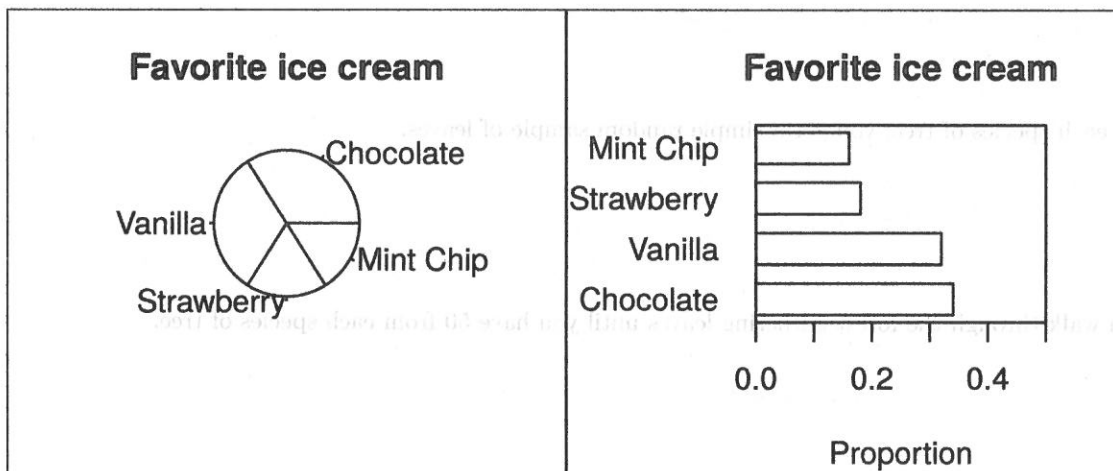 Favorite ice cream
Chocolate
Vanilla
Mint Chip
Strawberry
Favorite ice cream
Mint Chip
Strawberry
Vanilla
Chocolate
0.0 0.2 0.4
Proportion